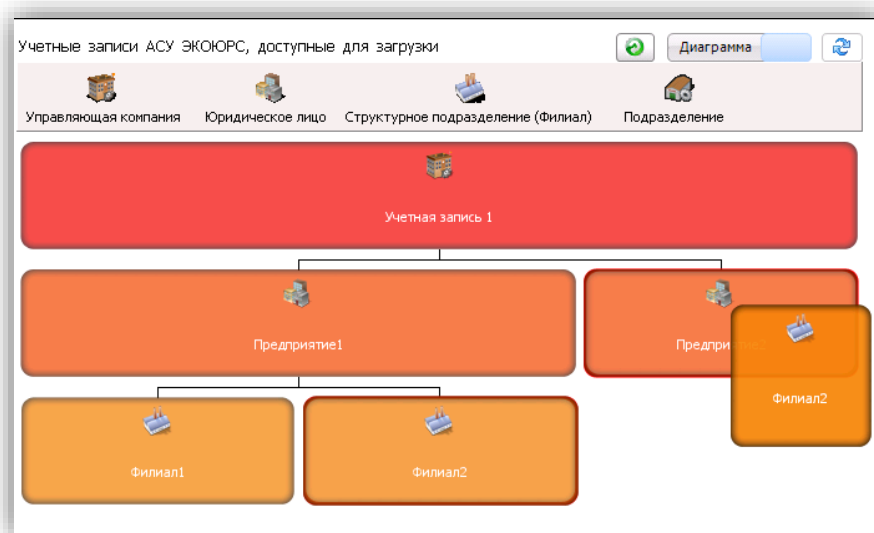 Учетные записи АСУ ЭКОЮРС, доступные для загрузки
Диаграмма
Управляющая компания Юридическое лицо Структурное подразделение (Филиал) Подразделение
Учетная запись 1
Предприятие1 Предприятие2
Филиал2
Филиал1 Филиал2